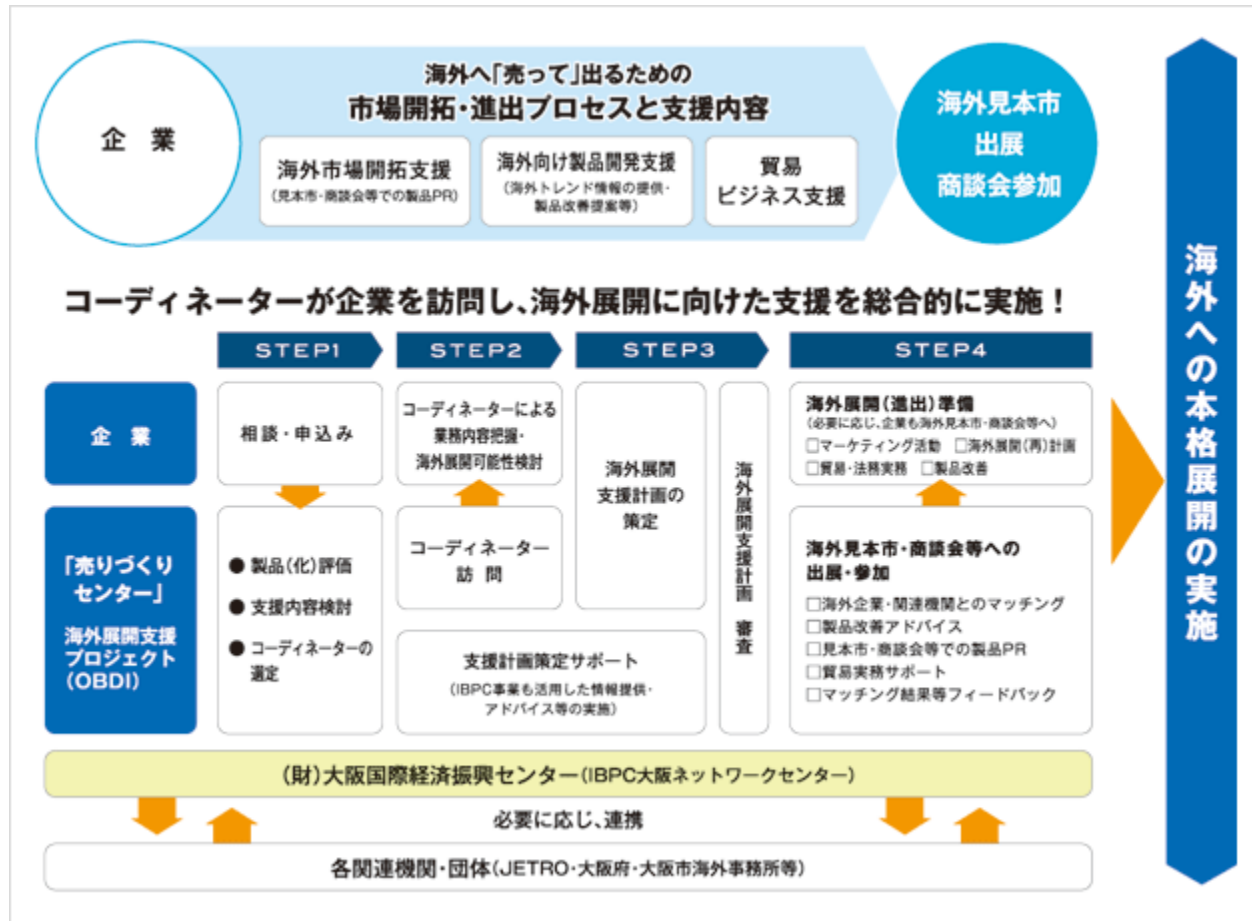 企 業
海外へ「売って」出るための
市場開拓・進出プロセスと支援内容
海外市場開拓支援
(見本市・商談会等での製品PR)
海外向け製品開発支援
(海外トレンド情報の提供・
製品改善提案等)
貿易
ビジネス支援
海外見本市
出展
商談会参加
海外への本格展開の実施
コーディネーターが企業を訪問し、海外展開に向けた支援を総合的に実施!
STEP1
STEP2
STEP3
STEP4
企 業
相談・申込み
コーディネーターによる
業務内容把握・
海外展開可能性検討
海外展開
支援計画の
策定
海外展開支援計画 審査
海外展開(進出)準備
(必要に応じ、企業も海外見本市・商談会等へ)
□マーケティング活動 □海外展開(再)計画
□貿易・法務実務 □製品改善
「売りづくり
センター」
海外展開支援
プロジェクト
(OBDI)
● 製品(化)評価
● 支援内容検討
● コーディネーターの
選定
コーディネーター
訪 問
支援計画策定サポート
(IBPC事業も活用した情報提供・
アドバイス等の実施)
海外見本市・商談会等への
出展・参加
□海外企業・関連機関とのマッチング
□製品改善アドバイス
□見本市・商談会等での製品PR
□貿易実務サポート
□マッチング結果等フィードバック
(財)大阪国際経済振興センター(IBPC大阪ネットワークセンター)
必要に応じ、連携
各関連機関・団体(JETRO・大阪府・大阪市海外事務所等)